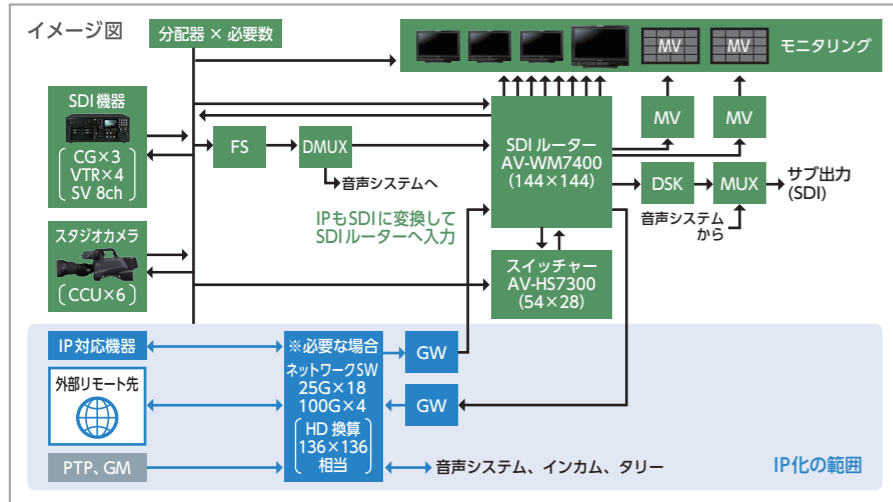 イメージ図
分配器 × 必要数
MV
MV
モニタリング
SDI 機器
CG×3
VTR×4
SV 8ch
FS
DMUX
音声システムへ
SDI ルーター
AV-WM7400
(144×144)
MV
MV
DSK
MUX
サブ出力
(SDI)
音声システム
から
IPもSDIに変換して
SDIルーターへ入力
スタジオカメラ
CCU×6
スイッチャー
AV-HS7300
(54×28)
IP 対応機器
外部リモート先
PTP、GM
※必要な場合
ネットワークSW
25G×18
100G×4
HD 換算
136×136
相当
GW
GW
音声システム、インカム、タリー
IP化の範囲